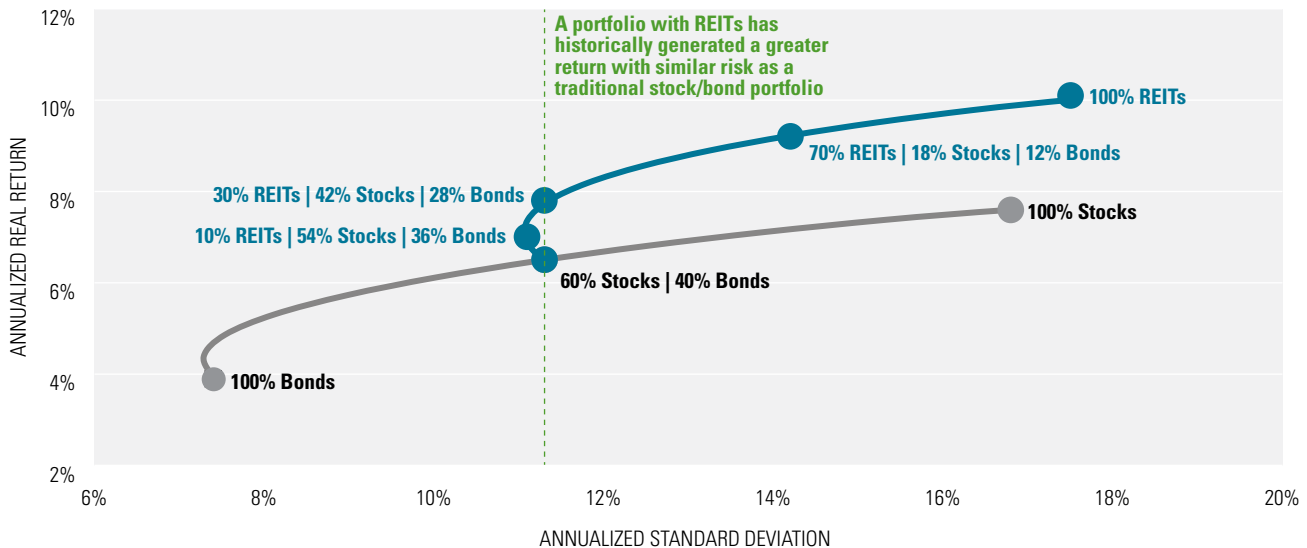 12%
10%
8%
6%
4%
2%
ANNUALIZED REAL RETURN
A portfolio with REITs has
historically generated a greater
return with similar risk as a
traditional stock/bond portfolio
100% REITs
70% REITs | 18% Stocks | 12% Bonds
30% REITs | 42% Stocks | 28% Bonds
100% Stocks
10% REITs | 54% Stocks | 36% Bonds
60% Stocks | 40% Bonds
100% Bonds
6%
8%
10%
12%
14%
16%
18%
20%
ANNUALIZED STANDARD DEVIATION